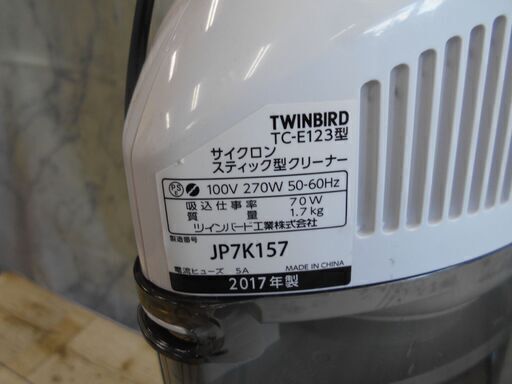 TWINBIRD
TC-E123型
サイクロン
スティック型クリーナー
100V 270W 50-60Hz
吸込仕事率 70W
質量 1.7kg
ツインバード工業株式会社
製造番号
JP7K157
電流ヒューズ 5A MADE IN CHINA
2017年製